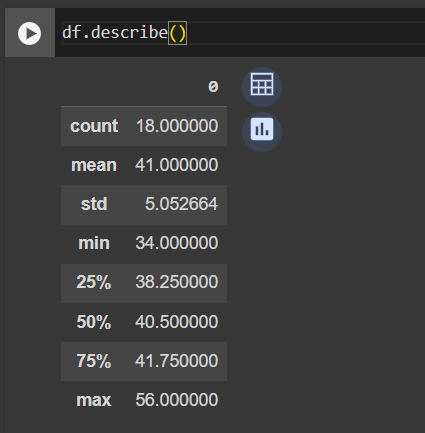 df.describe()
0
count 18.000000
mean 41.000000
std 5.052664
min 34.000000
25% 38.250000
50% 40.500000
75% 41.750000
max 56.000000